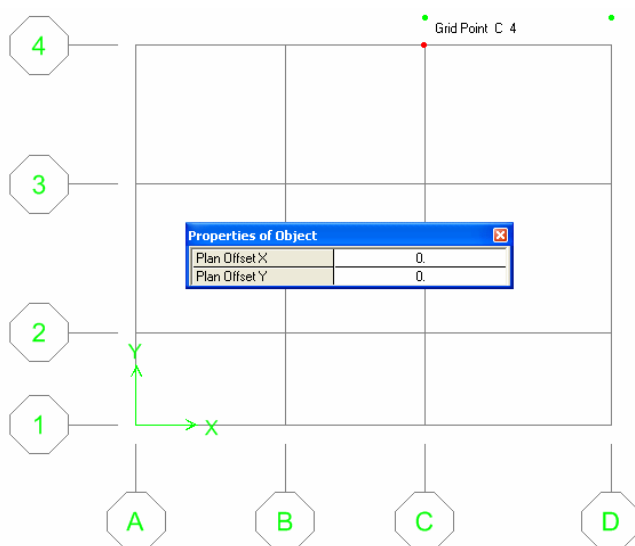 Grid Point C 4
4
3
Properties of Object
Plan Offset X 0.
Plan Offset Y 0.
2
Y
1
X
A B C D